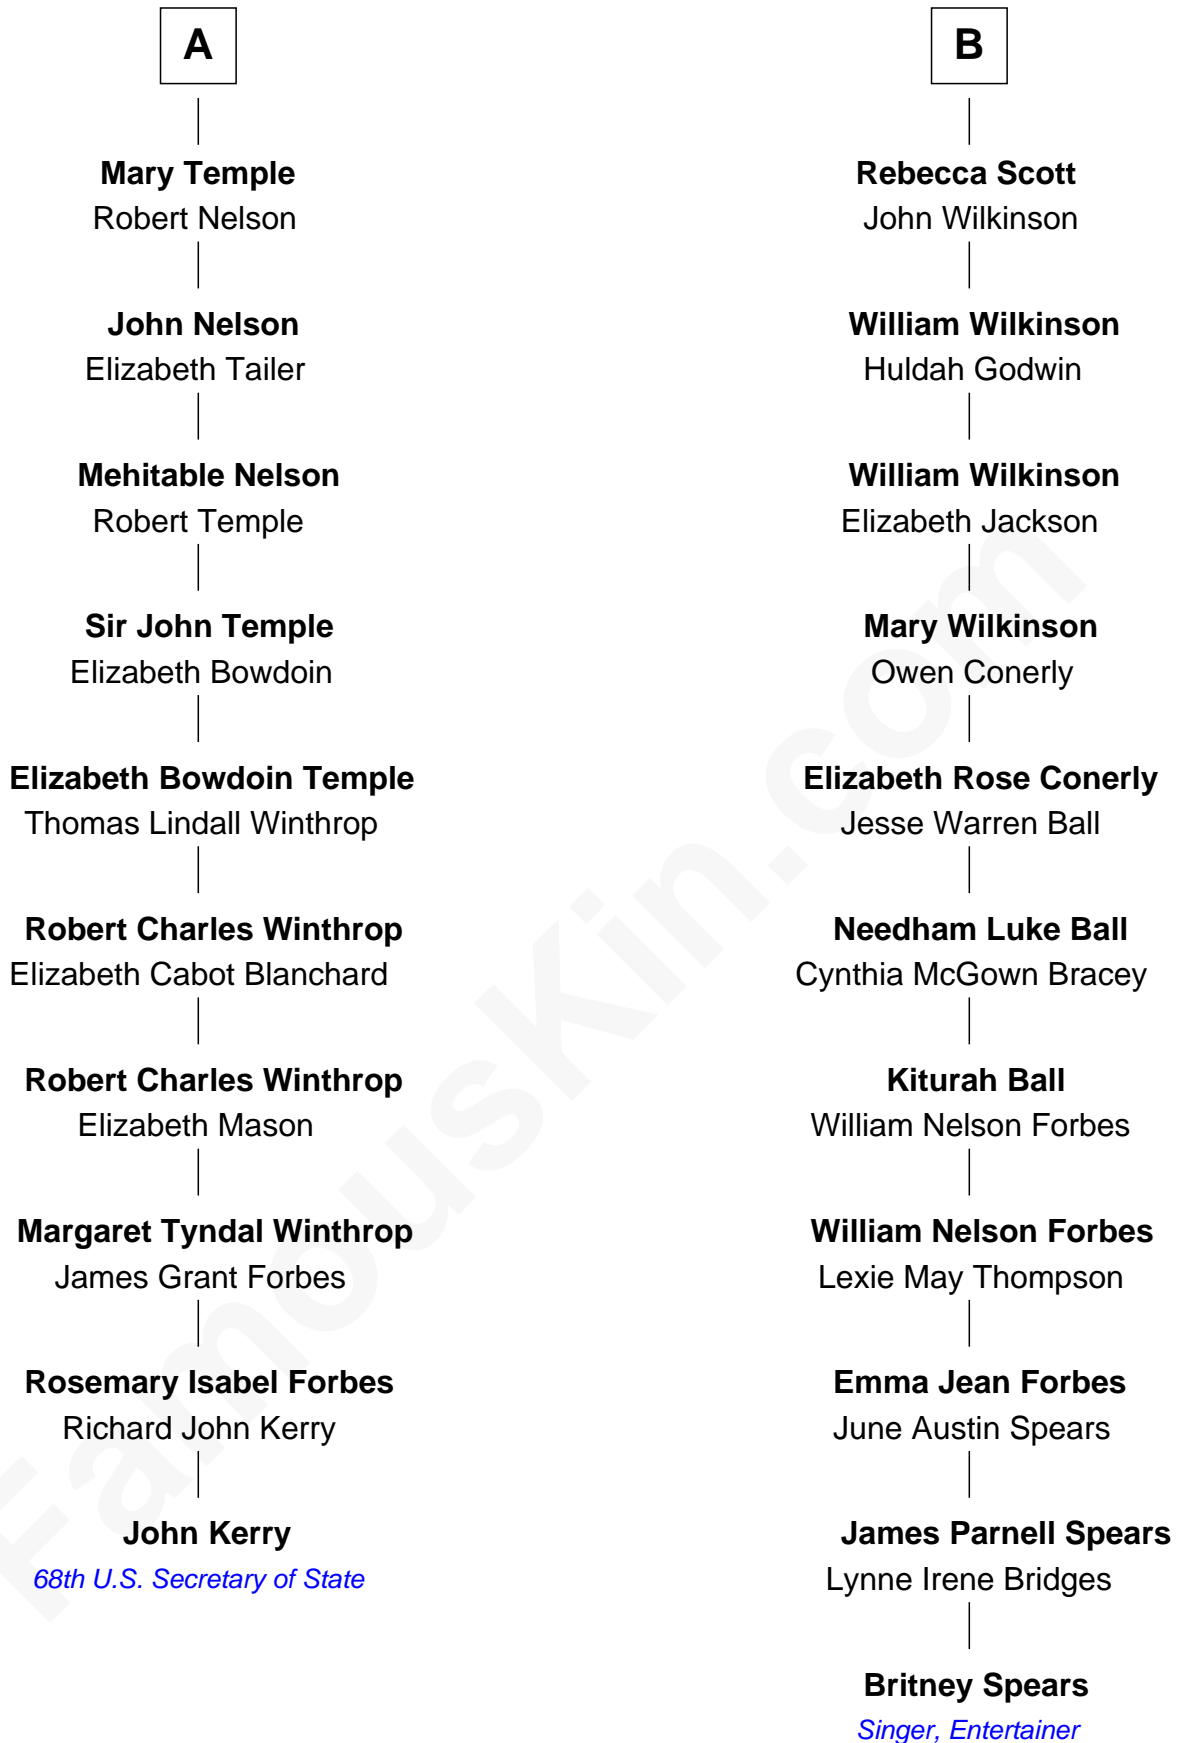 A
Mary Temple
Robert Nelson
John Nelson
Elizabeth Tailer
Mehitable Nelson
Robert Temple
Sir John Temple
Elizabeth Bowdoin
Elizabeth Bowdoin Temple
Thomas Lindall Winthrop
Robert Charles Winthrop
Elizabeth Cabot Blanchard
Robert Charles Winthrop
Elizabeth Mason
Margaret Tyndal Winthrop
James Grant Forbes
Rosemary Isabel Forbes
Richard John Kerry
John Kerry
68th U.S. Secretary of State
B
Rebecca Scott
John Wilkinson
William Wilkinson
Huldah Godwin
William Wilkinson
Elizabeth Jackson
Mary Wilkinson
Owen Conerly
Elizabeth Rose Conerly
Jesse Warren Ball
Needham Luke Ball
Cynthia McGown Bracey
Kiturah Ball
William Nelson Forbes
William Nelson Forbes
Lexie May Thompson
Emma Jean Forbes
June Austin Spears
James Parnell Spears
Lynne Irene Bridges
Britney Spears
Singer, Entertainer
FamousKin.com